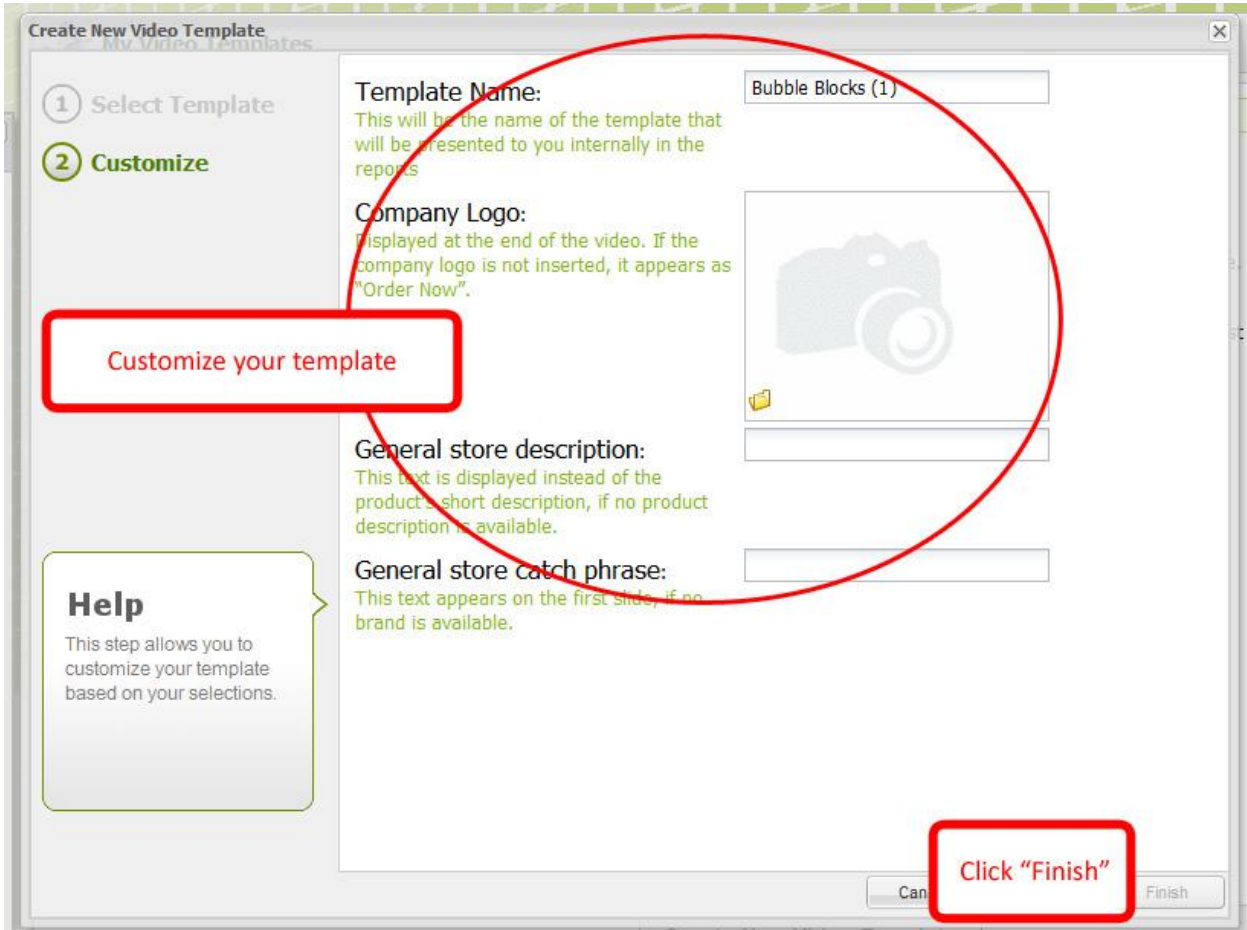 Create New Video Template
My Video Templates
1 Select Template
2 Customize
Template Name:
This will be the name of the template that
will be presented to you internally in the
reports
Bubble Blocks (1)
Company Logo:
Displayed at the end of the video. If the
company logo is not inserted, it appears as
“Order Now”.
Customize your template
General store description:
This text is displayed instead of the
product's short description, if no product
description is available.
General store catch phrase:
This text appears on the first slide, if no
brand is available.
Help
This step allows you to
customize your template
based on your selections.
Click “Finish”
Can
Finish